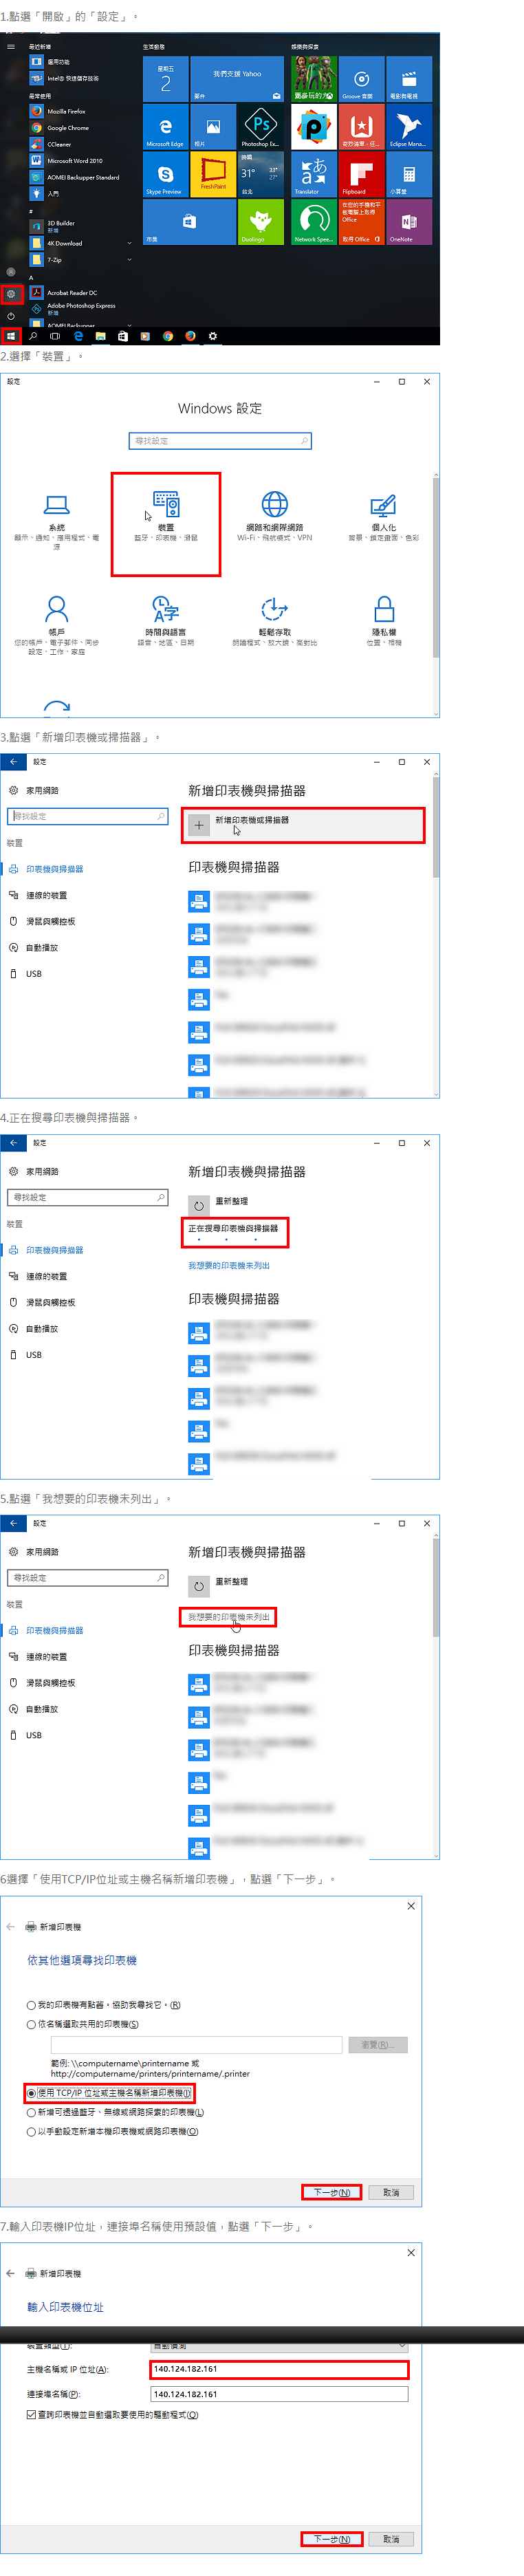 1.點選「開啟」的「設定」。
最近新增
應用功能
Intel® 快速儲存技術
最常使用
Mozilla Firefox
Google Chrome
CCleaner
Microsoft Word 2010
AOMEI Backupper Standard
入門
#
3D Builder
新增
4K Download
7-Zip
A
Acrobat Reader DC
Adobe Photoshop Express
新增
AOMEI Backupper
生活動態
星期五
2
我們支援 Yahoo
郵件
Microsoft Edge
相片
Photoshop Ex...
Skype Preview
FreshPaint
31°
33°
27°
台北
市集
Duolingo
娛樂與探索
Groove 音樂
電影與電視
Eclipse Mana...
Translator
Flipboard
小算盤
Network Spee...
在您的手機和平
板電腦上取得
Office
取得 Office
OneNote
2.選擇「裝置」。
設定
Windows 設定
尋找設定
系統
顯示、通知、應用程式、電
源
裝置
藍牙、印表機、滑鼠
網路和網際網路
Wi-Fi、飛航模式、VPN
個人化
背景、鎖定畫面、色彩
帳戶
您的帳戶、電子郵件、同步
設定、工作、家庭
時間與語言
語音、地區、日期
輕鬆存取
朗讀程式、放大鏡、高對比
隱私權
位置、相機
3.點選「新增印表機或掃描器」。
設定
家用網路
尋找設定
裝置
印表機與掃描器
連線的裝置
滑鼠與觸控板
自動播放
USB
新增印表機與掃描器
新增印表機或掃描器
印表機與掃描器
4.正在搜尋印表機與掃描器。
設定
家用網路
尋找設定
裝置
印表機與掃描器
連線的裝置
滑鼠與觸控板
自動播放
USB
新增印表機與掃描器
重新整理
正在搜尋印表機與掃描器
我想要的印表機未列出
印表機與掃描器
5.點選「我想要的印表機未列出」。
設定
家用網路
尋找設定
裝置
印表機與掃描器
連線的裝置
滑鼠與觸控板
自動播放
USB
新增印表機與掃描器
重新整理
我想要的印表機未列出
印表機與掃描器
6選擇「使用TCP/IP位址或主機名稱新增印表機」，點選「下一步」。
新增印表機
依其他選項尋找印表機
我的印表機有點舊。協助我尋找它。(R)
依名稱選取共用的印表機(S)
瀏覽(R)...
範例: \\computername\printername 或
http://computername/printers/printername/.printer
使用 TCP/IP 位址或主機名稱新增印表機(I)
新增可透過藍牙、無線或網路探索的印表機(L)
以手動設定新增本機印表機或網路印表機(O)
下一步(N)
取消
7.輸入印表機IP位址，連接埠名稱使用預設值，點選「下一步」。
新增印表機
輸入印表機位址
裝置類型(T):
自動偵測
主機名稱或 IP 位址(A):
140.124.182.161
連接埠名稱(P):
140.124.182.161
查詢印表機並自動選取要使用的驅動程式(Q)
下一步(N)
取消